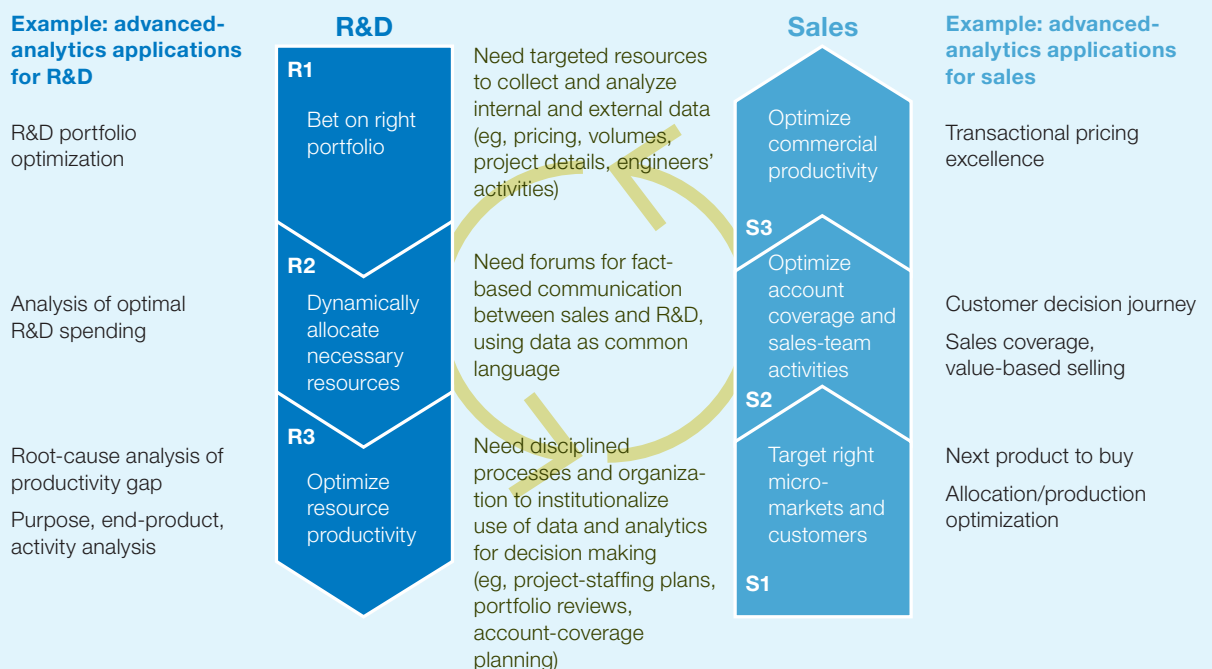 Example: advanced-
analytics applications
for R&D
R&D portfolio
optimization
Analysis of optimal
R&D spending
Root-cause analysis of
productivity gap
Purpose, end-product,
activity analysis
R&D
R1
Bet on right
portfolio
R2
Dynamically
allocate
necessary
resources
R3
Optimize
resource
productivity
Need targeted resources
to collect and analyze
internal and external data
(eg, pricing, volumes,
project details, engineers’
activities)
Need forums for fact-
based communication
between sales and R&D,
using data as common
language
Need disciplined
processes and organiza-
tion to institutionalize
use of data and analytics
for decision making
(eg, project-staffing plans,
portfolio reviews,
account-coverage
planning)
Sales
Optimize
commercial
productivity
S3
Optimize
account
coverage and
sales-team
activities
S2
Target right
micro-
markets and
customers
S1
Example: advanced-
analytics applications
for sales
Transactional pricing
excellence
Customer decision journey
Sales coverage,
value-based selling
Next product to buy
Allocation/production
optimization